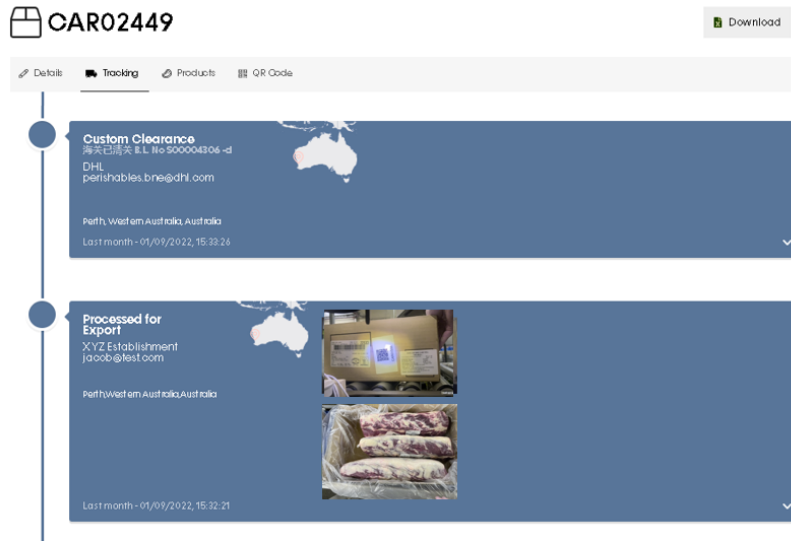 CAR02449
Download
Details
Tracking
Products
QR Code
Custom Clearance
海关已清关 B.L. No S00004306 -d
DHL
perishables.bne@dhl.com
Perth, Western Australia, Australia
Last month - 01/09/2022, 15:33:26
Processed for
Export
XYZ Establishment
jacob@test.com
Perth,Western Australia,Australia
Last month - 01/09/2022, 15:32:21